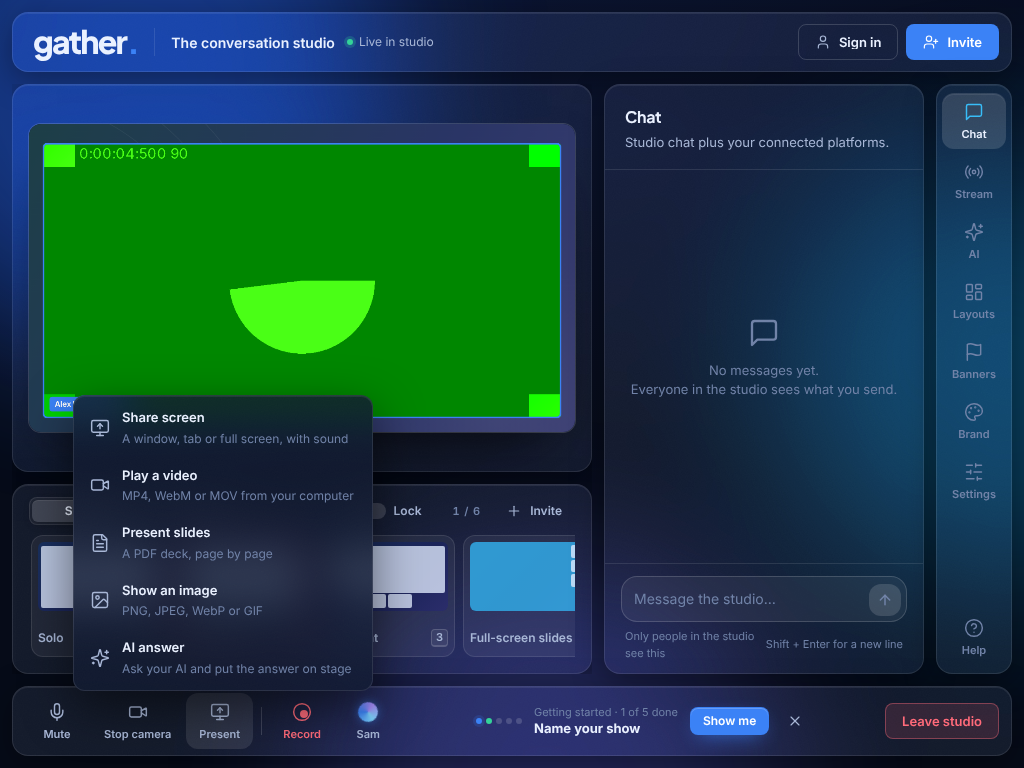 gather.
The conversation studio
Live in studio
Sign in
Invite
0:00:04:500 90
Alex
Share screen
A window, tab or full screen, with sound
Play a video
MP4, WebM or MOV from your computer
Present slides
A PDF deck, page by page
Show an image
PNG, JPEG, WebP or GIF
AI answer
Ask your AI and put the answer on stage
Lock
1 / 6
Invite
Solo
3
Full-screen slides
Chat
Studio chat plus your connected platforms.
No messages yet.
Everyone in the studio sees what you send.
Message the studio...
Only people in the studio
see this
Shift + Enter for a new line
Chat
Stream
AI
Layouts
Banners
Brand
Settings
Help
Mute
Stop camera
Present
Record
Sam
Getting started · 1 of 5 done
Name your show
Show me
Leave studio